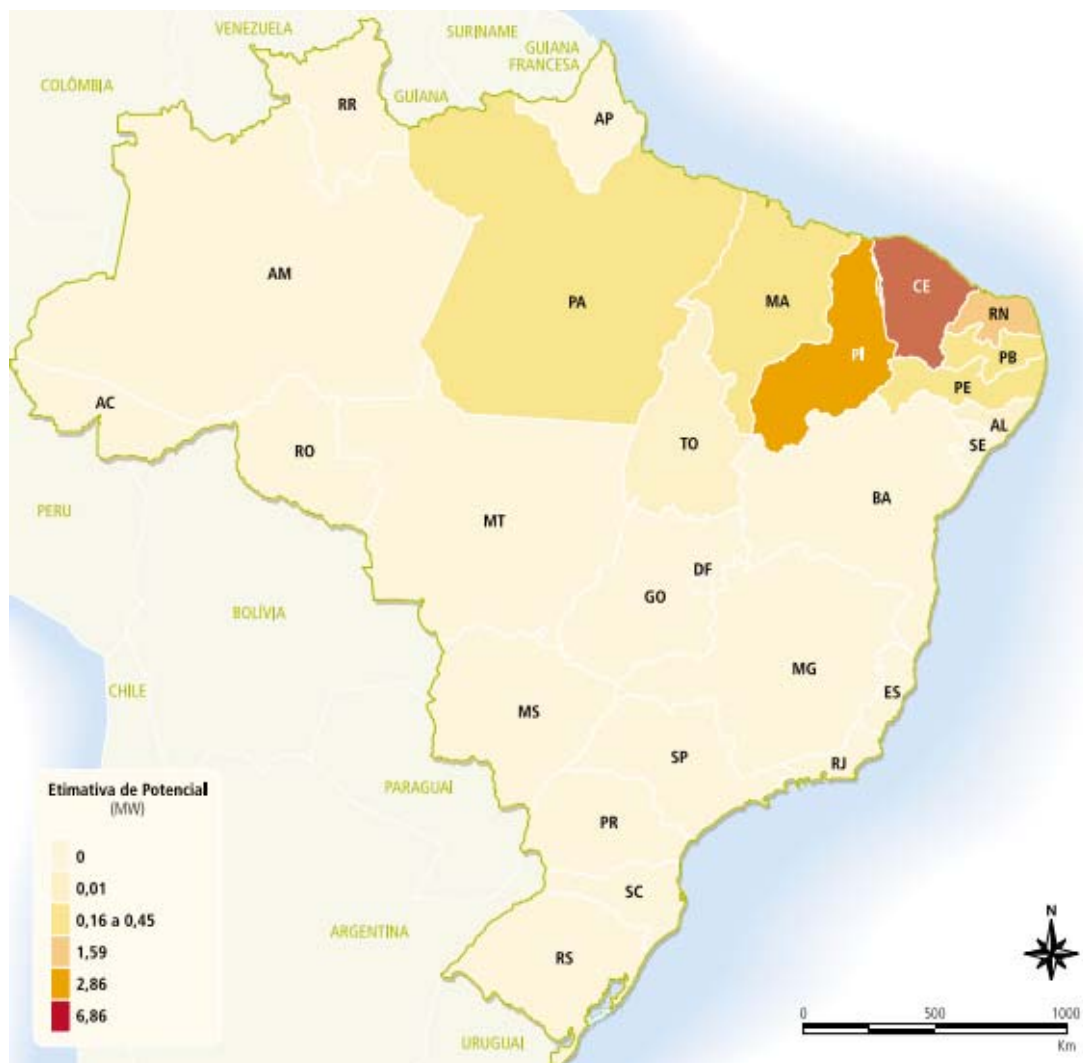 VENEZUELA
SURINAME
GUIANA
FRANCESA
COLÔMBIA
GUIANA
RR
AP
AM
PA
MA
CE
RN
PI
PB
PE
AC
AL
RO
TO
SE
BA
PERU
MT
DF
GO
BOLÍVIA
MG
CHILE
ES
MS
SP
RJ
PARAGUAI
PR
SC
ARGENTINA
RS
URUGUAI
Etimativa de Potencial
(MW)
0
0,01
0,16 a 0,45
1,59
2,86
6,86
N
0 500 1000
Km